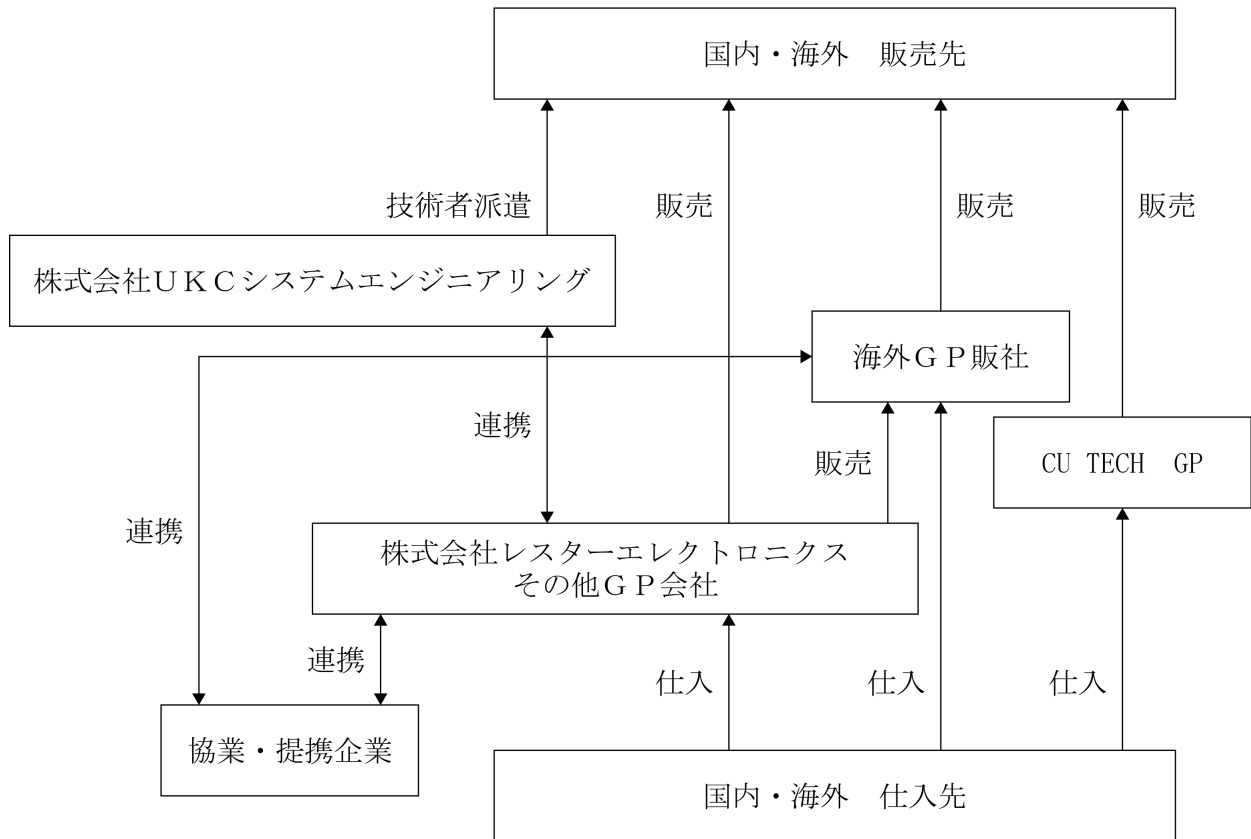 国内・海外　販売先
技術者派遣
販売
販売
販売
株式会社ＵＫＣシステムエンジニアリング
海外ＧＰ販社
連携
販売
CU TECH　GP
連携
株式会社レスターエレクトロニクス
その他ＧＰ会社
連携
仕入
仕入
仕入
協業・提携企業
国内・海外　仕入先